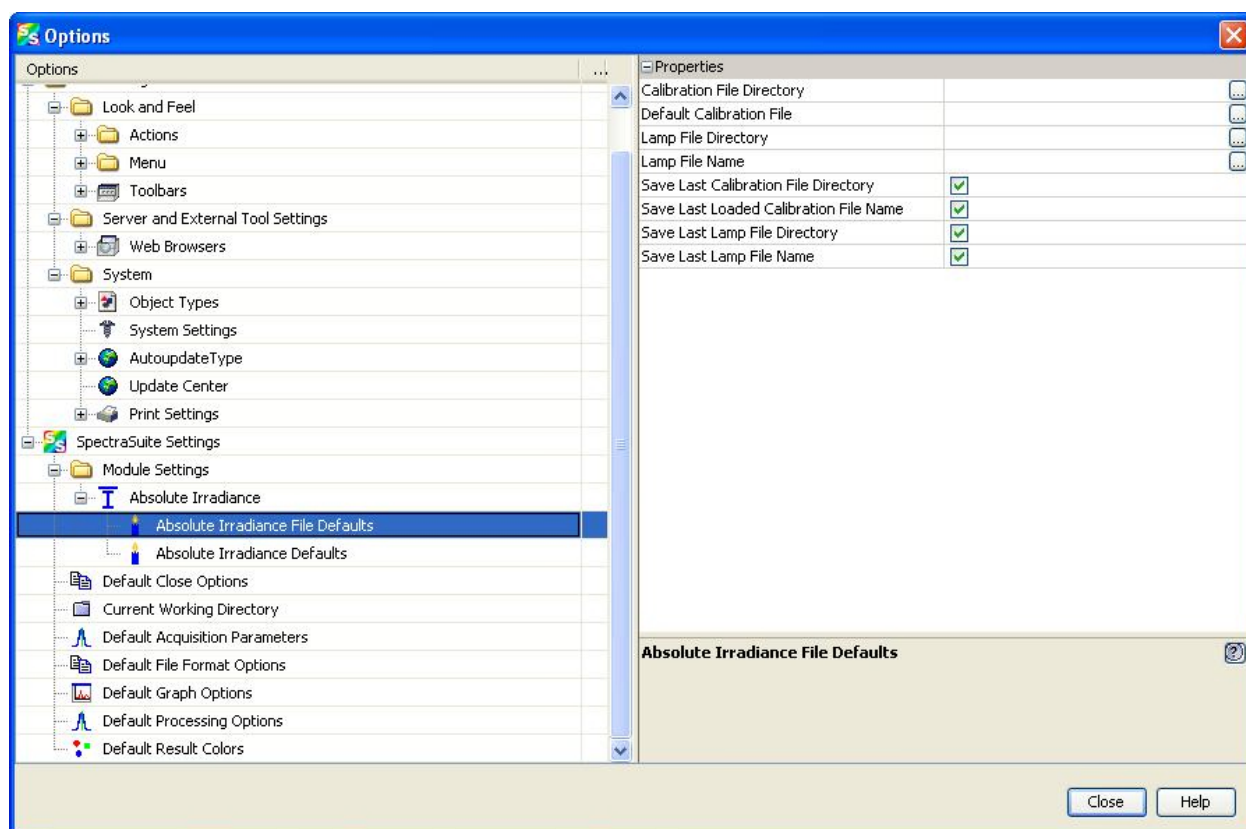 Options
Options ...
Look and Feel
Actions
Menu
Toolbars
Server and External Tool Settings
Web Browsers
System
Object Types
System Settings
AutoupdateType
Update Center
Print Settings
SpectraSuite Settings
Module Settings
Absolute Irradiance
Absolute Irradiance File Defaults
Absolute Irradiance Defaults
Default Close Options
Current Working Directory
Default Acquisition Parameters
Default File Format Options
Default Graph Options
Default Processing Options
Default Result Colors
Properties
Calibration File Directory ...
Default Calibration File ...
Lamp File Directory ...
Lamp File Name ...
Save Last Calibration File Directory
Save Last Loaded Calibration File Name
Save Last Lamp File Directory
Save Last Lamp File Name
Absolute Irradiance File Defaults ?
Close Help